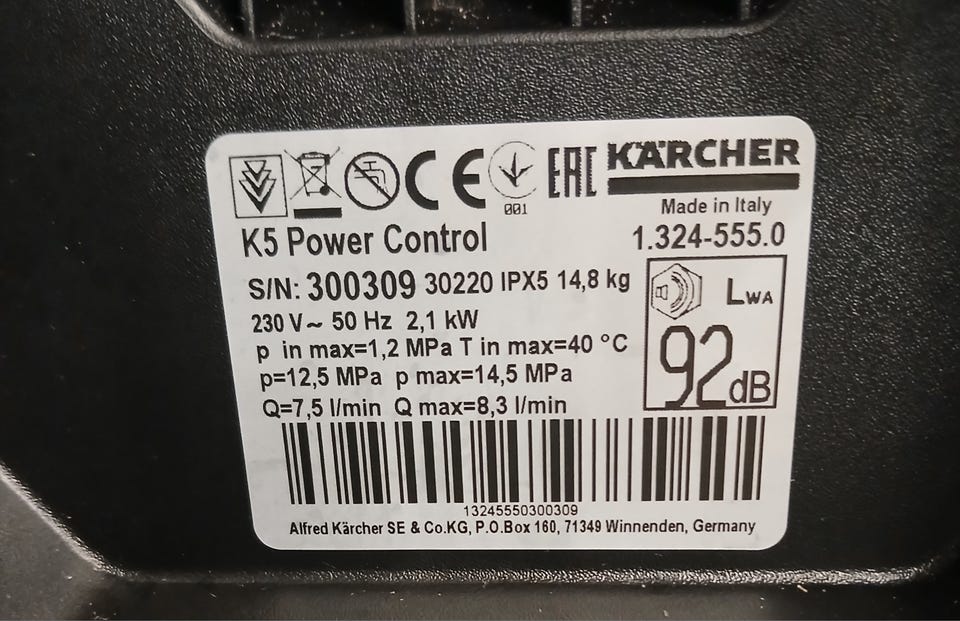 CE 001 EAC KÄRCHER
Made in Italy
K5 Power Control 1.324-555.0
S/N: 300309 30220 IPX5 14,8 kg
LWA
230 V~ 50 Hz 2,1 kW
p in max=1,2 MPa T in max=40 °C
92dB
p=12,5 MPa p max=14,5 MPa
Q=7,5 l/min Q max=8,3 l/min
13245550300309
Alfred Kärcher SE & Co.KG, P.O.Box 160, 71349 Winnenden, Germany